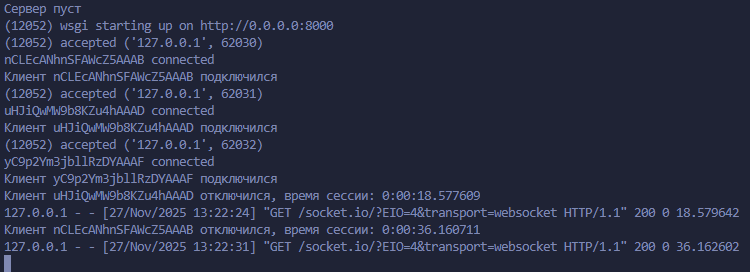 Сервер пуст
(12052) wsgi starting up on http://0.0.0.0:8000
(12052) accepted ('127.0.0.1', 62030)
nCLEcANhnSFAWcZ5AAAB connected
Клиент nCLEcANhnSFAWcZ5AAAB подключился
(12052) accepted ('127.0.0.1', 62031)
uHJiQwMW9b8KZu4hAAAD connected
Клиент uHJiQwMW9b8KZu4hAAAD подключился
(12052) accepted ('127.0.0.1', 62032)
yC9p2Ym3jbllRzDYAAAF connected
Клиент yC9p2Ym3jbllRzDYAAAF подключился
Клиент uHJiQwMW9b8KZu4hAAAD отключился, время сессии: 0:00:18.577609
127.0.0.1 - - [27/Nov/2025 13:22:24] "GET /socket.io/?EIO=4&transport=websocket HTTP/1.1" 200 0 18.579642
Клиент nCLEcANhnSFAWcZ5AAAB отключился, время сессии: 0:00:36.160711
127.0.0.1 - - [27/Nov/2025 13:22:31] "GET /socket.io/?EIO=4&transport=websocket HTTP/1.1" 200 0 36.162602